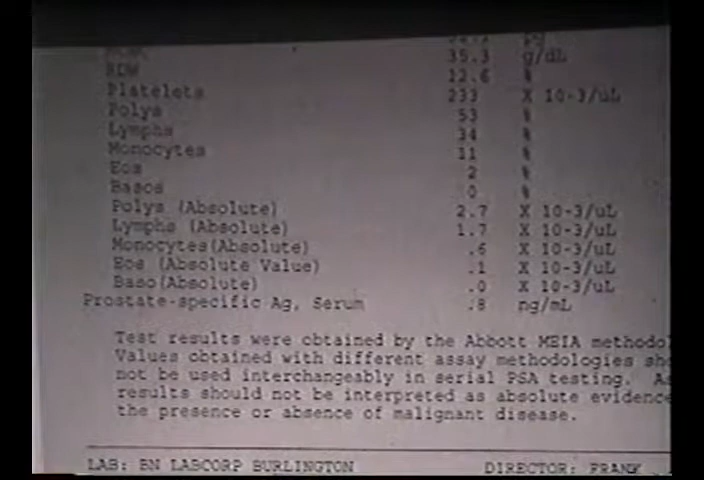 35.3 g/dL
RDW 12.6 %
Platelets 233 X 10-3/uL
Polys 53 %
Lymphs 34 %
Monocytes 11 %
Eos 2 %
Basos 0 %
Polys (Absolute) 2.7 X 10-3/uL
Lymphs (Absolute) 1.7 X 10-3/uL
Monocytes(Absolute) .6 X 10-3/uL
Eos (Absolute Value) .1 X 10-3/uL
Baso(Absolute) .0 X 10-3/uL
Prostate-specific Ag, Serum .8 ng/mL
Test results were obtained by the Abbott MEIA methodol
Values obtained with different assay methodologies sho
not be used interchangeably in serial PSA testing. As
results should not be interpreted as absolute evidence
the presence or absence of malignant disease.
LAB: BN LABCORP BURLINGTON DIRECTOR: FRANK